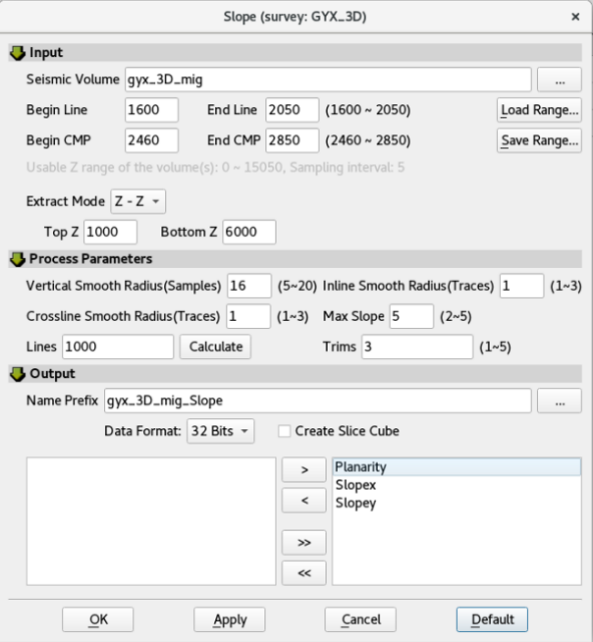 Slope (survey: GYX_3D) ×
Input
Seismic Volume gyx_3D_mig ...
Begin Line 1600 End Line 2050 (1600 ~ 2050) Load Range...
Begin CMP 2460 End CMP 2850 (2460 ~ 2850) Save Range...
Usable Z range of the volume(s): 0 ~ 15050, Sampling interval: 5
Extract Mode Z - Z
Top Z 1000 Bottom Z 6000
Process Parameters
Vertical Smooth Radius(Samples) 16 (5~20) Inline Smooth Radius(Traces) 1 (1~3)
Crossline Smooth Radius(Traces) 1 (1~3) Max Slope 5 (2~5)
Lines 1000 Calculate Trims 3 (1~5)
Output
Name Prefix gyx_3D_mig_Slope ...
Data Format: 32 Bits Create Slice Cube
> Planarity
Slopex
< Slopey
>>
<<
OK Apply Cancel Default